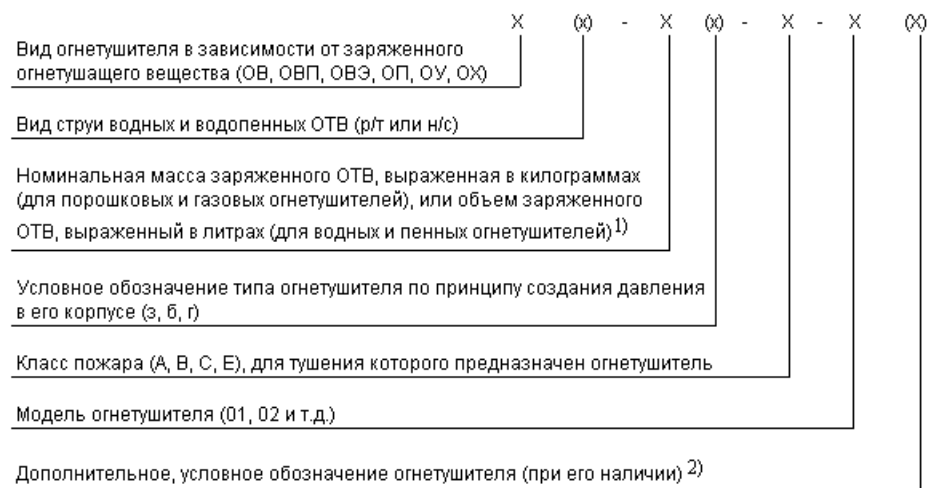 X (x) - X (x) - X - X (X)
Вид огнетушителя в зависимости от заряженного
огнетушащего вещества (ОВ, ОВП, ОВЭ, ОП, ОУ, ОХ)
Вид струи водных и водопенных ОТВ (р/т или н/с)
Номинальная масса заряженного ОТВ, выраженная в килограммах
(для порошковых и газовых огнетушителей), или объем заряженного
ОТВ, выраженный в литрах (для водных и пенных огнетушителей)1)
Условное обозначение типа огнетушителя по принципу создания давления
в его корпусе (з, б, г)
Класс пожара (А, В, С, Е), для тушения которого предназначен огнетушитель
Модель огнетушителя (01, 02 и т.д.)
Дополнительное, условное обозначение огнетушителя (при его наличии) 2)